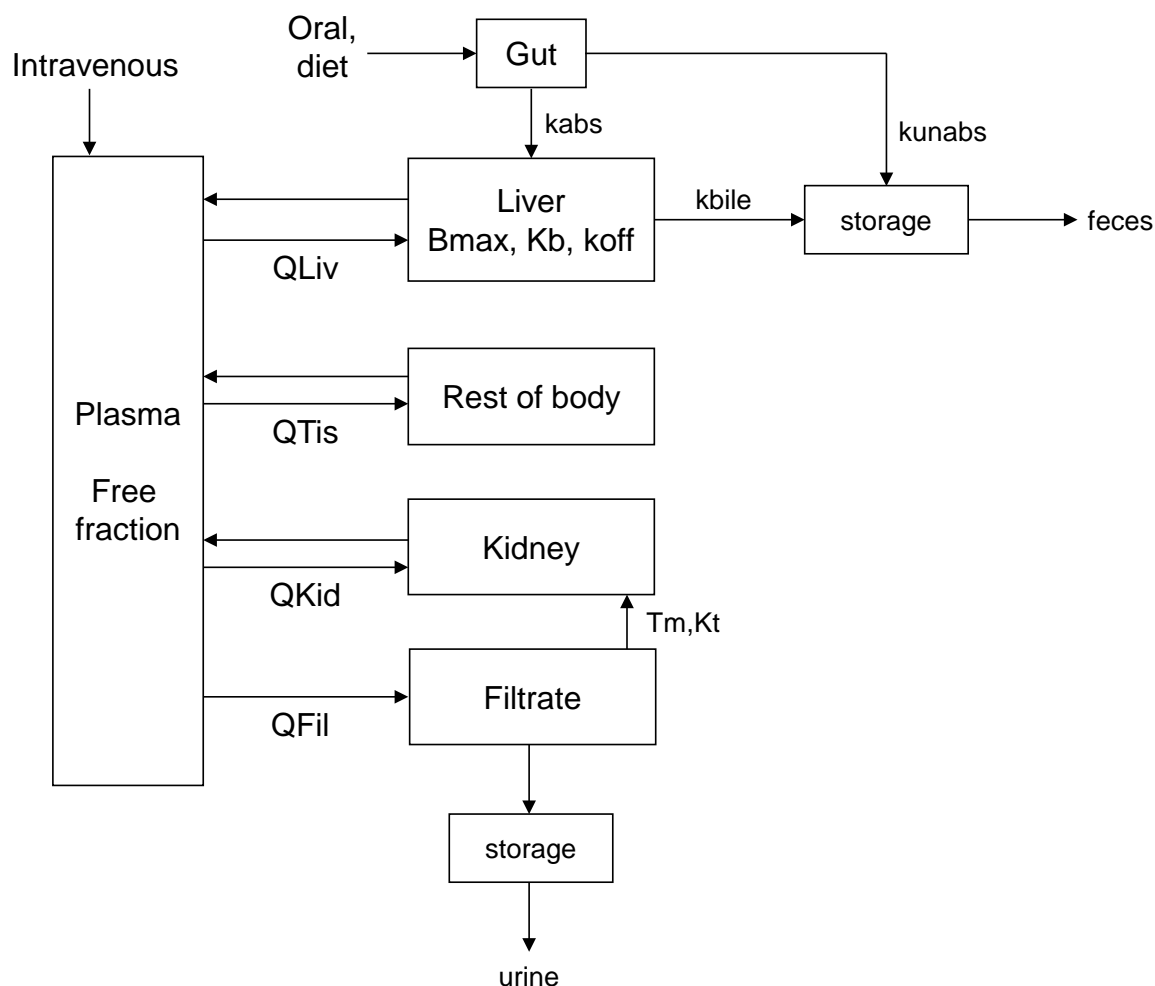 Oral,
diet
Gut
Intravenous
kabs
kunabs
Liver
Bmax, Kb, koff
kbile
storage
feces
QLiv
Plasma
Free
fraction
Rest of body
QTis
Kidney
QKid
Tm,Kt
Filtrate
QFil
storage
urine